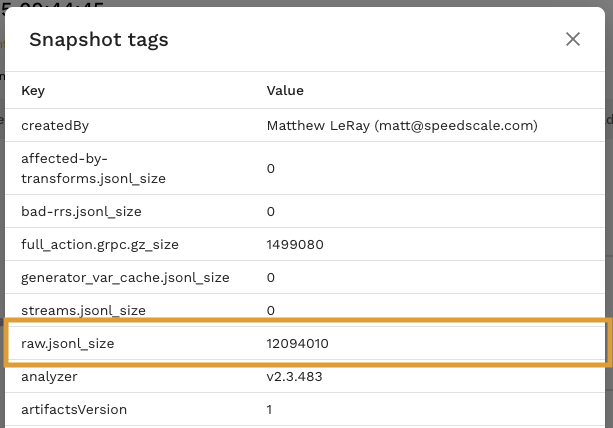 Snapshot tags
Key Value
createdBy Matthew LeRay (matt@speedscale.com)
affected-by-
transforms.jsonl_size 0
bad-rrs.jsonl_size 0
full_action.grpc.gz_size 1499080
generator_var_cache.jsonl_size 0
streams.jsonl_size 0
raw.jsonl_size 12094010
analyzer v2.3.483
artifactsVersion 1